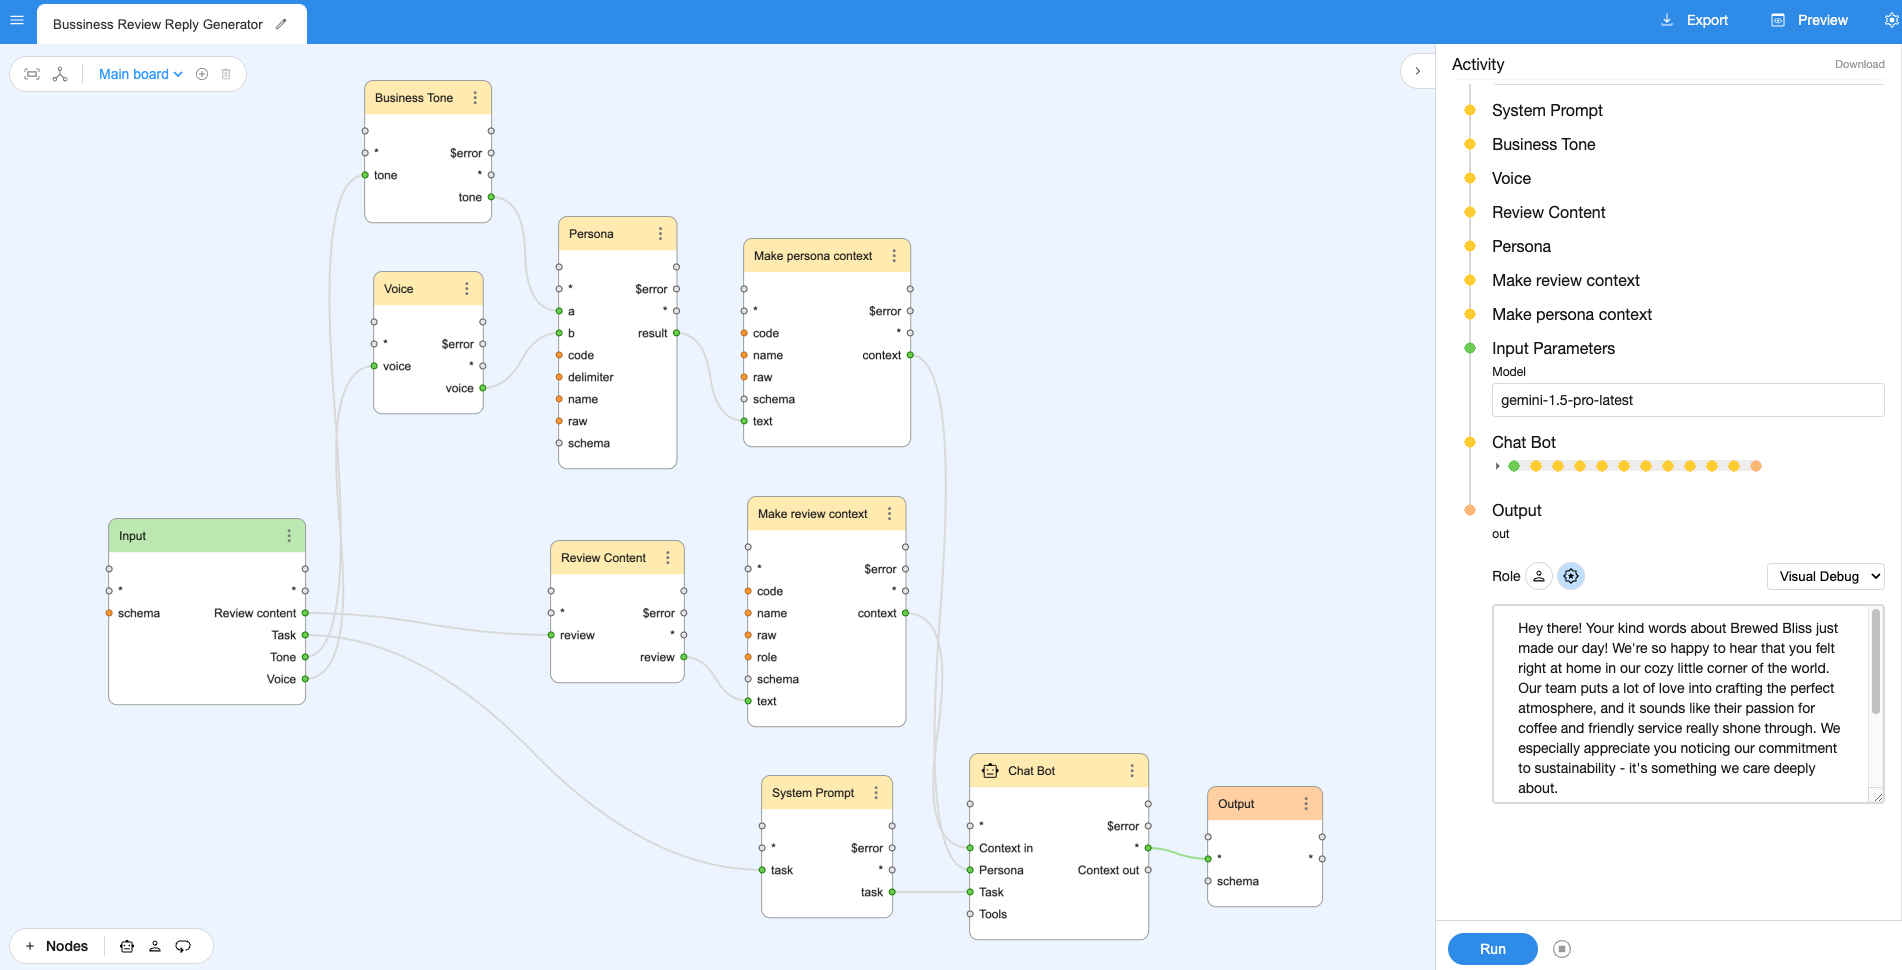 Bussiness Review Reply Generator
Export
Preview
Main board
Business Tone
*
$error
*
tone
tone
Voice
*
$error
*
voice
voice
Persona
*
$error
*
a
b
result
code
delimiter
name
raw
schema
Make persona context
*
$error
*
code
name
context
raw
schema
text
Input
*
*
schema
Review content
Task
Tone
Voice
Review Content
*
$error
*
review
review
Make review context
*
$error
*
code
name
context
raw
role
schema
text
System Prompt
*
$error
*
task
task
Chat Bot
*
$error
*
Context in
Persona
Context out
Task
Tools
Output
*
*
schema
+ Nodes
Activity
Download
System Prompt
Business Tone
Voice
Review Content
Persona
Make review context
Make persona context
Input Parameters
Model
gemini-1.5-pro-latest
Chat Bot
Output
out
Role
Visual Debug
Hey there! Your kind words about Brewed Bliss just
made our day! We're so happy to hear that you felt
right at home in our cozy little corner of the world.
Our team puts a lot of love into crafting the perfect
atmosphere, and it sounds like their passion for
coffee and friendly service really shone through. We
especially appreciate you noticing our commitment
to sustainability - it's something we care deeply
about.
Run